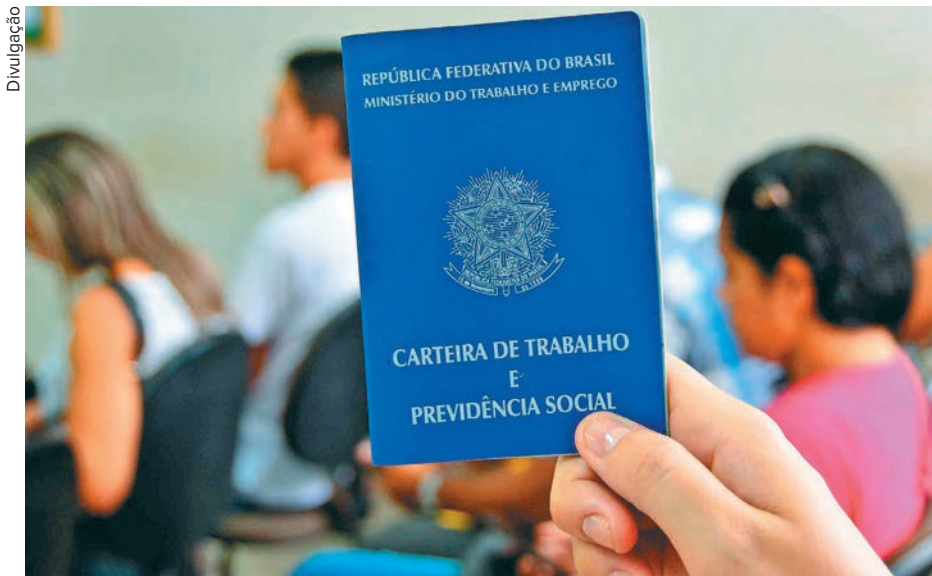 Divulgação
REPÚBLICA FEDERATIVA DO BRASIL
MINISTÉRIO DO TRABALHO E EMPREGO
CARTEIRA DE TRABALHO
E
PREVIDÊNCIA SOCIAL